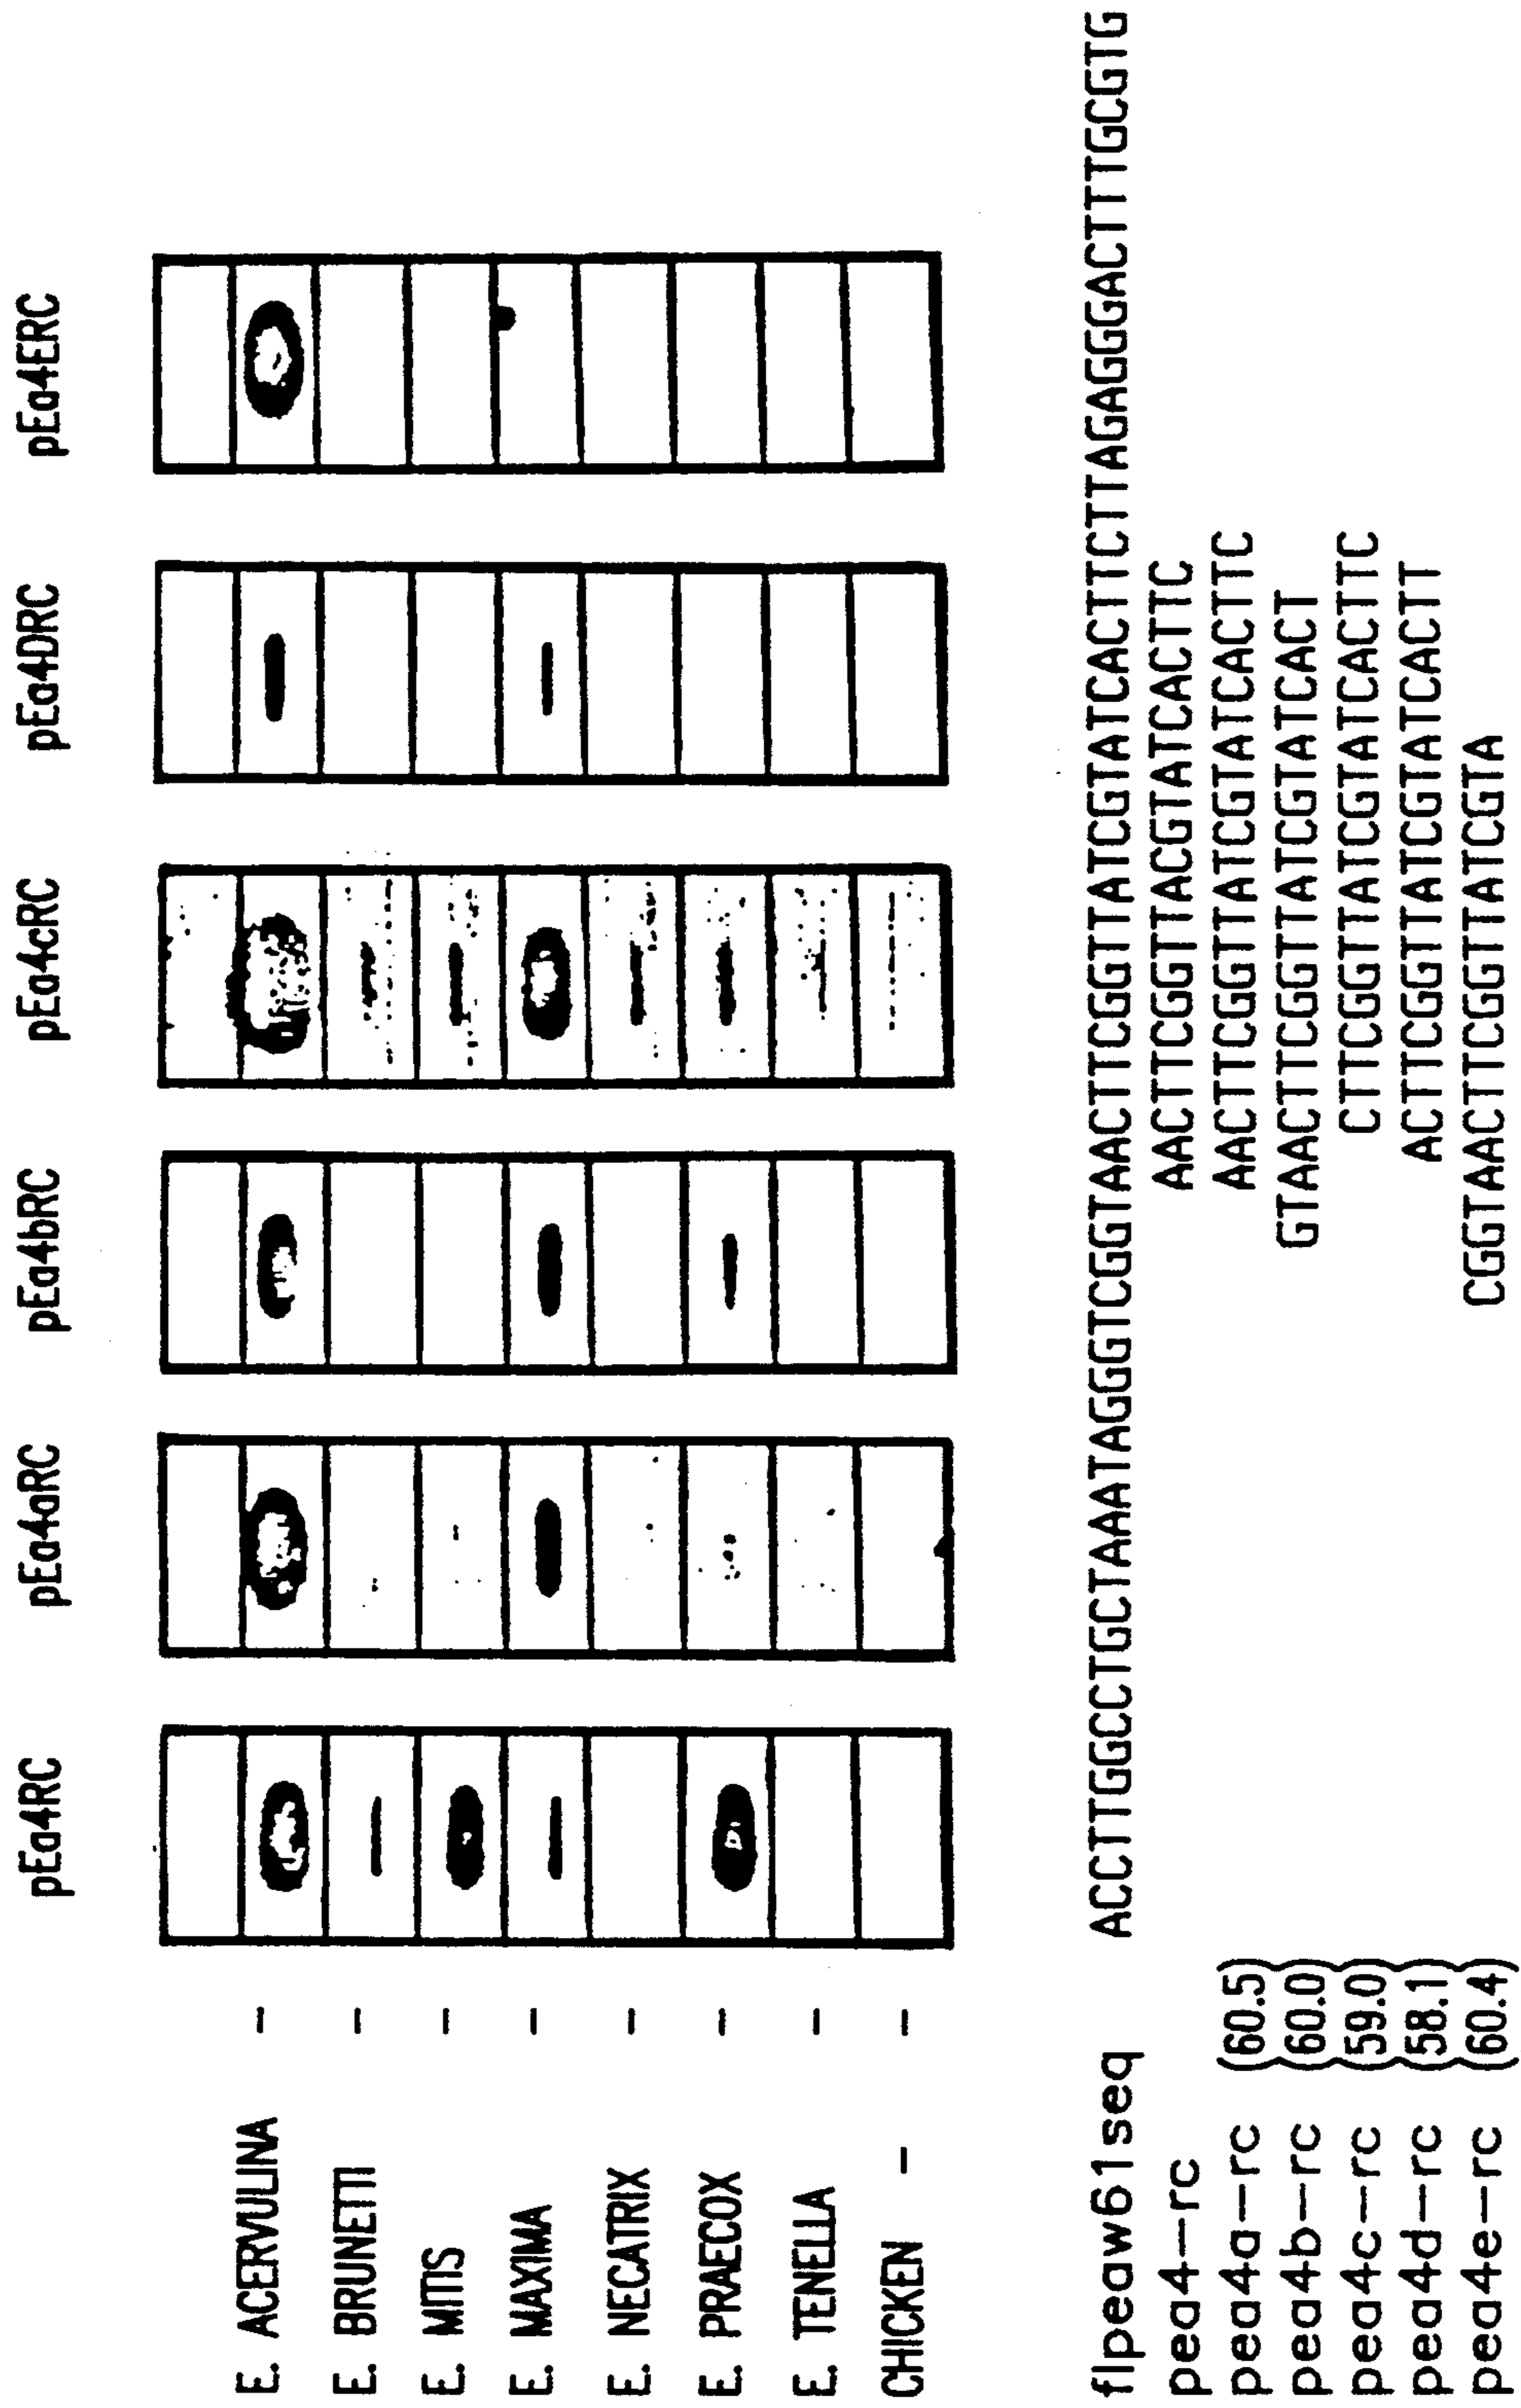 pEa4RC pEa4aRC pEa4bRC pEa4cRC pEa4DRC pEa4ERC
E. ACERVULINA –
E. BRUNETTI –
E. MITIS –
E. MAXIMA –
E. NECATRIX –
E. PRAECOX –
E. TENELLA –
CHICKEN – –
flpeaw61seq ACCTTGGCCTGCTAAATAGGGTCGGTAACTTCGGTTATCGTATCACTTCTTAGAGGGACTTTGCGTG
pea4–rc AACTTCGGTTACGTATCACTTC
pea4a–rc (60.5) AACTTCGGTTATCGTATCACTTC
pea4b–rc (60.0) GTAACTTCGGTTATCGTATCACT
pea4c–rc (59.0) CTTCGGTTATCGTATCACTTC
pea4d–rc (58.1) ACTTCGGTTATCGTATCACTT
pea4e–rc (60.4) CGGTAACTTCGGTTATCGTA